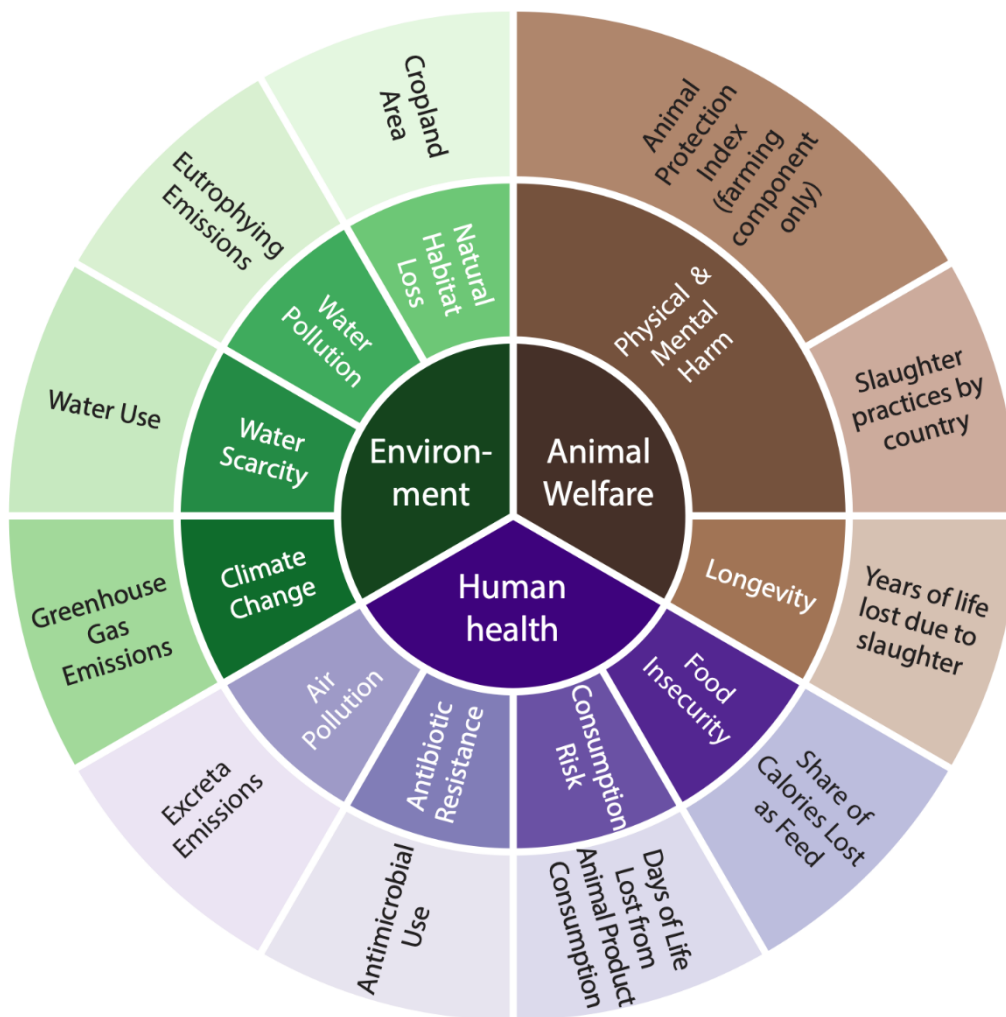 Cropland
Area
Animal
Protection
Index
(farming
component
only)
Eutrophying
Emissions
Natural
Habitat
Loss
Physical &
Mental
Harm
Water
Pollution
Slaughter
practices by
country
Water Use
Water
Scarcity
Environ-
ment
Animal
Welfare
Greenhouse
Gas
Emissions
Climate
Change
Human
health
Longevity
Years of life
lost due to
slaughter
Air
Pollution
Antibiotic
Resistance
Consumption
Risk
Food
Insecurity
Excreta
Emissions
Antimicrobial
Use
Days of Life
Lost from
Animal Product
Consumption
Share of
Calories Lost
as Feed